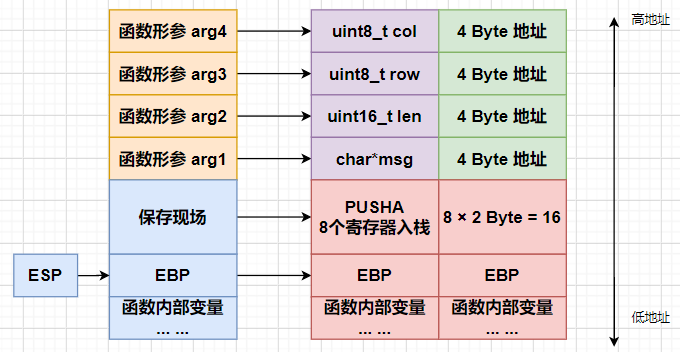 函数形参 arg4
uint8_t col
4 Byte 地址
高地址
函数形参 arg3
uint8_t row
4 Byte 地址
函数形参 arg2
uint16_t len
4 Byte 地址
函数形参 arg1
char*msg
4 Byte 地址
保存现场
PUSHA
8个寄存器入栈
8 × 2 Byte = 16
ESP
EBP
EBP
EBP
函数内部变量
... ...
函数内部变量
... ...
函数内部变量
... ...
低地址